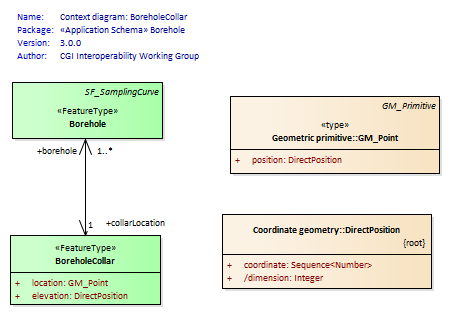 Name: Context diagram: BoreholeCollar
Package: «Application Schema» Borehole
Version: 3.0.0
Author: CGI Interoperability Working Group
SF_SamplingCurve
«FeatureType»
Borehole
+borehole 1..*
1 +collarLocation
«FeatureType»
BoreholeCollar
+ location: GM_Point
+ elevation: DirectPosition
GM_Primitive
«type»
Geometric primitive::GM_Point
+ position: DirectPosition
Coordinate geometry::DirectPosition
{root}
+ coordinate: Sequence<Number>
+ /dimension: Integer